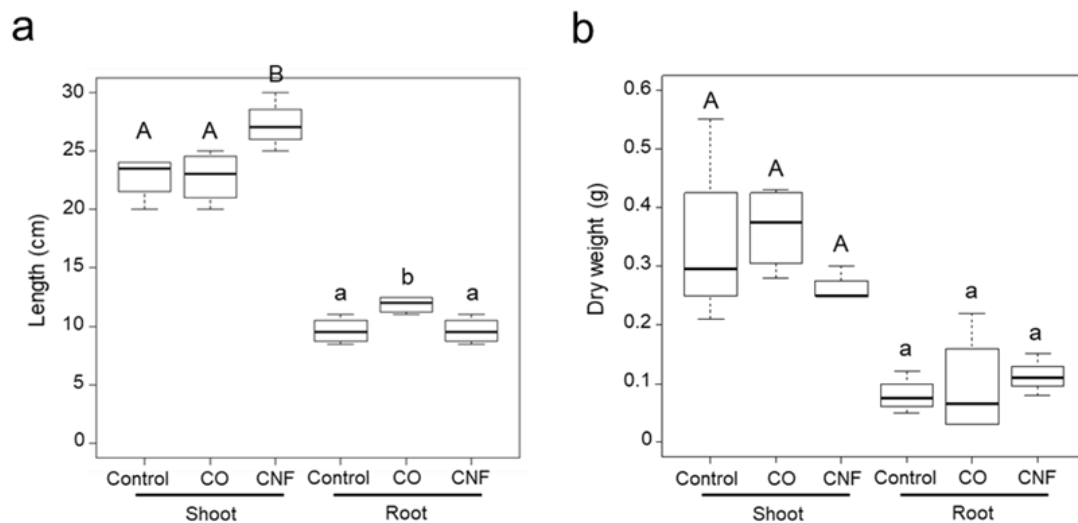 a
Length (cm)
30
25
20
15
10
5
0
A
A
B
a
b
a
Control
CO
CNF
Control
CO
CNF
Shoot
Root
b
Dry weight (g)
0.6
0.5
0.4
0.3
0.2
0.1
0
A
A
A
a
a
a
Control
CO
CNF
Control
CO
CNF
Shoot
Root